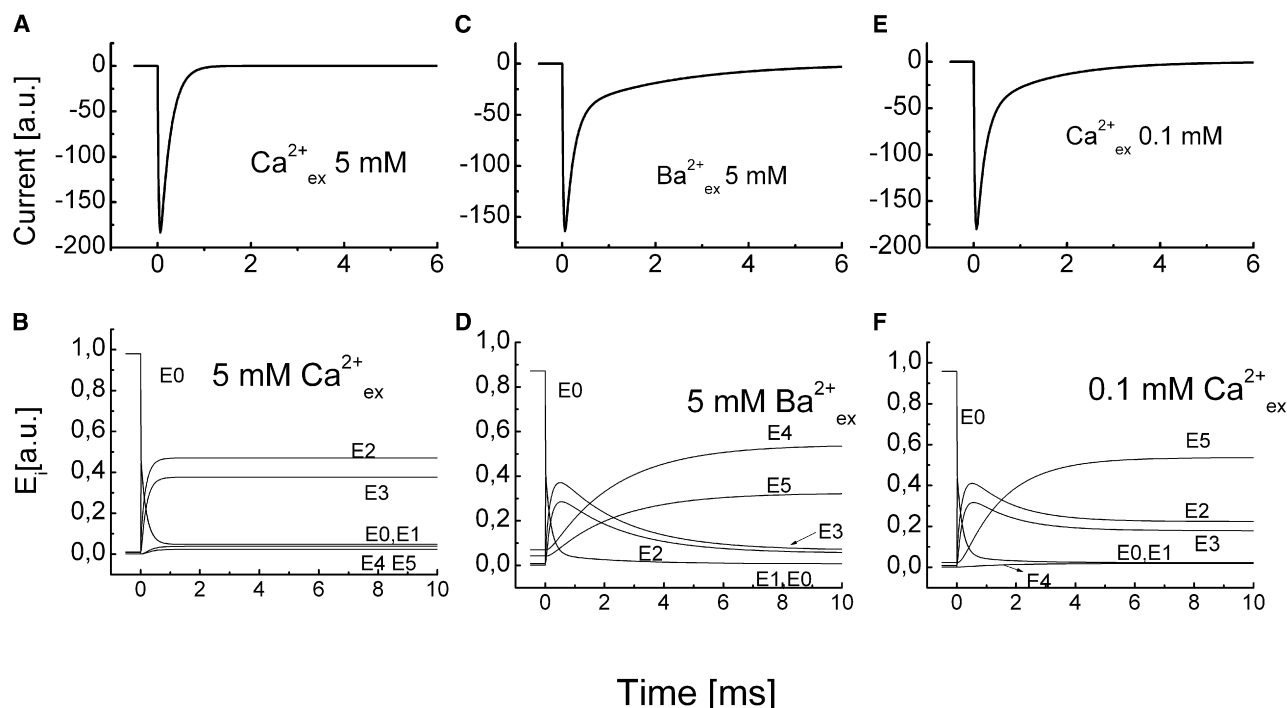 A
0
-50
-100
-150
-200
Current [a.u.]
Ca2+ex 5 mM
0 2 4 6
C
0
-50
-100
-150
Ba2+ex 5 mM
0 2 4 6
E
0
-50
-100
-150
-200
Ca2+ex 0.1 mM
0 2 4 6
B
1,0
0,8
0,6
0,4
0,2
0,0
Ei[a.u.]
E0
5 mM Ca2+ex
E2
E3
E0,E1
E4 E5
0 2 4 6 8 10
D
1,0
0,8
0,6
0,4
0,2
0,0
E0
5 mM Ba2+ex
E4
E5
E3
E2
E1,E0
0 2 4 6 8 10
F
1,0
0,8
0,6
0,4
0,2
0,0
E0
0.1 mM Ca2+ex
E5
E2
E3
E0,E1
E4
0 2 4 6 8 10
Time [ms]